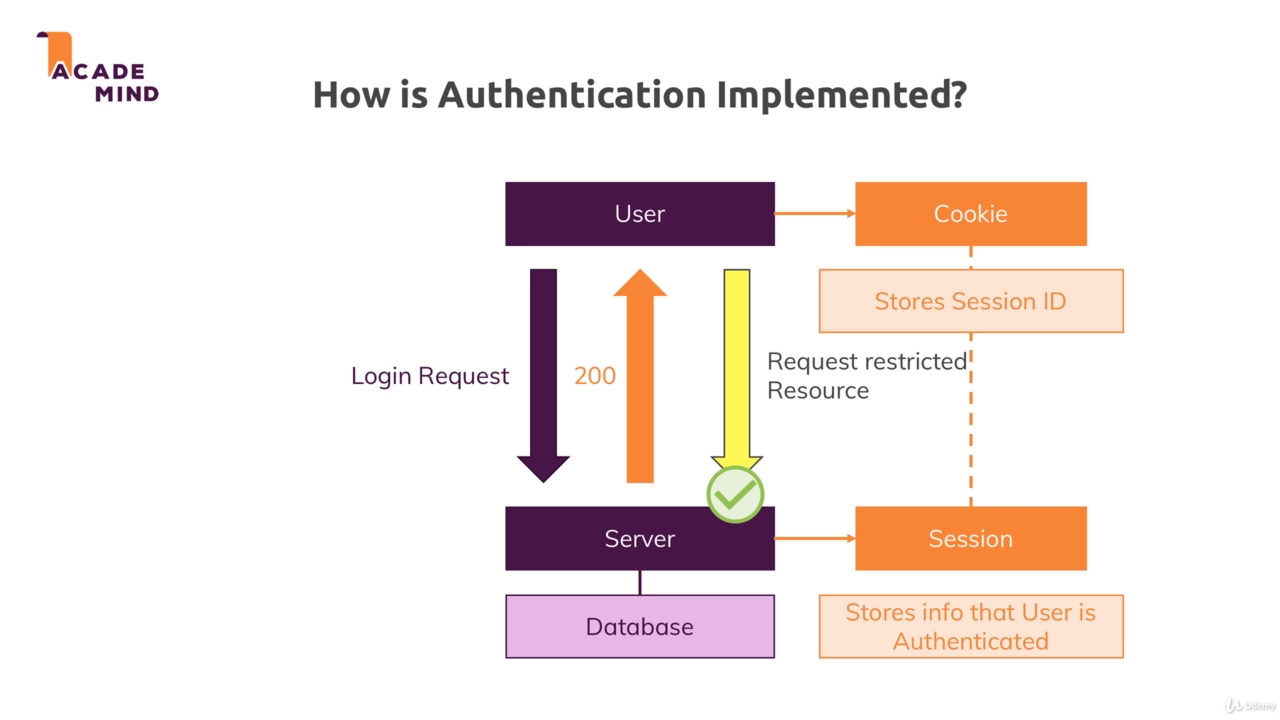 ACADE
MIND
How is Authentication Implemented?
User
Cookie
Stores Session ID
Login Request
200
Request restricted
Resource
Server
Session
Database
Stores info that User is
Authenticated
Udemy